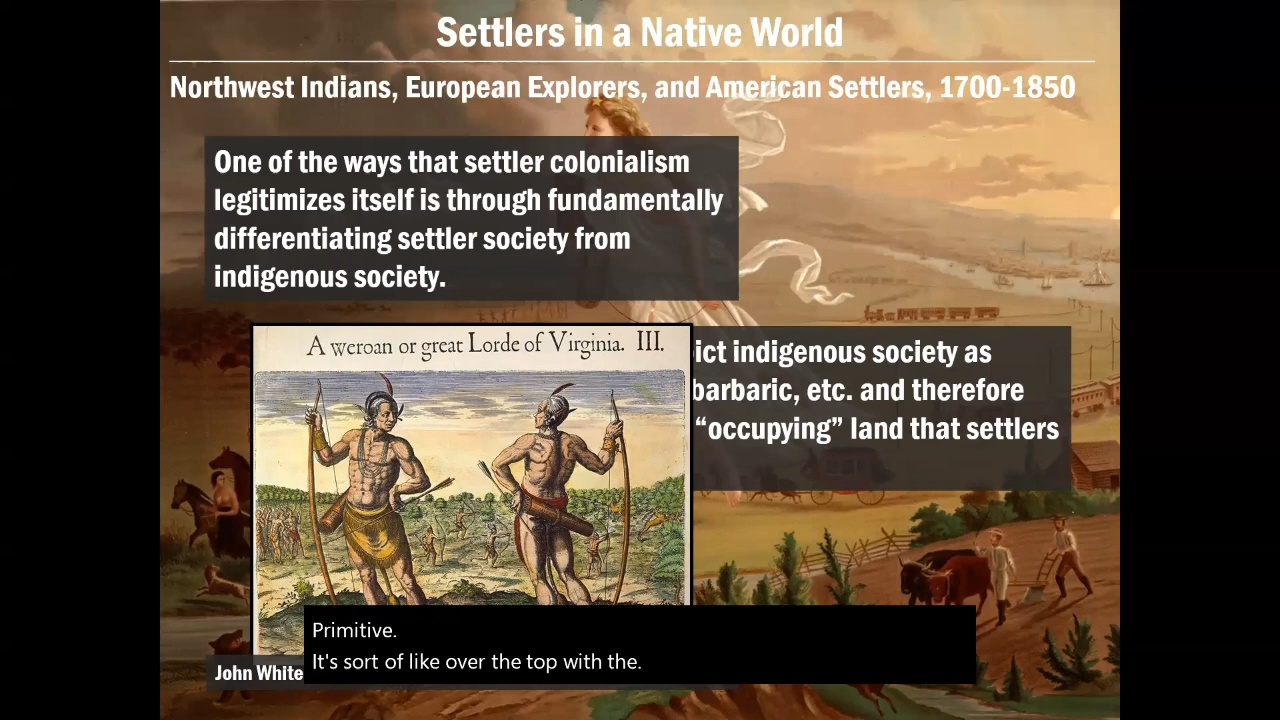 Settlers in a Native World
Northwest Indians, European Explorers, and American Settlers, 1700-1850
One of the ways that settler colonialism
legitimizes itself is through fundamentally
differentiating settler society from
indigenous society.
A weroan or great Lorde of Virginia. III.
ict indigenous society as
barbaric, etc. and therefore
“occupying” land that settlers
Primitive.
It's sort of like over the top with the.
John White